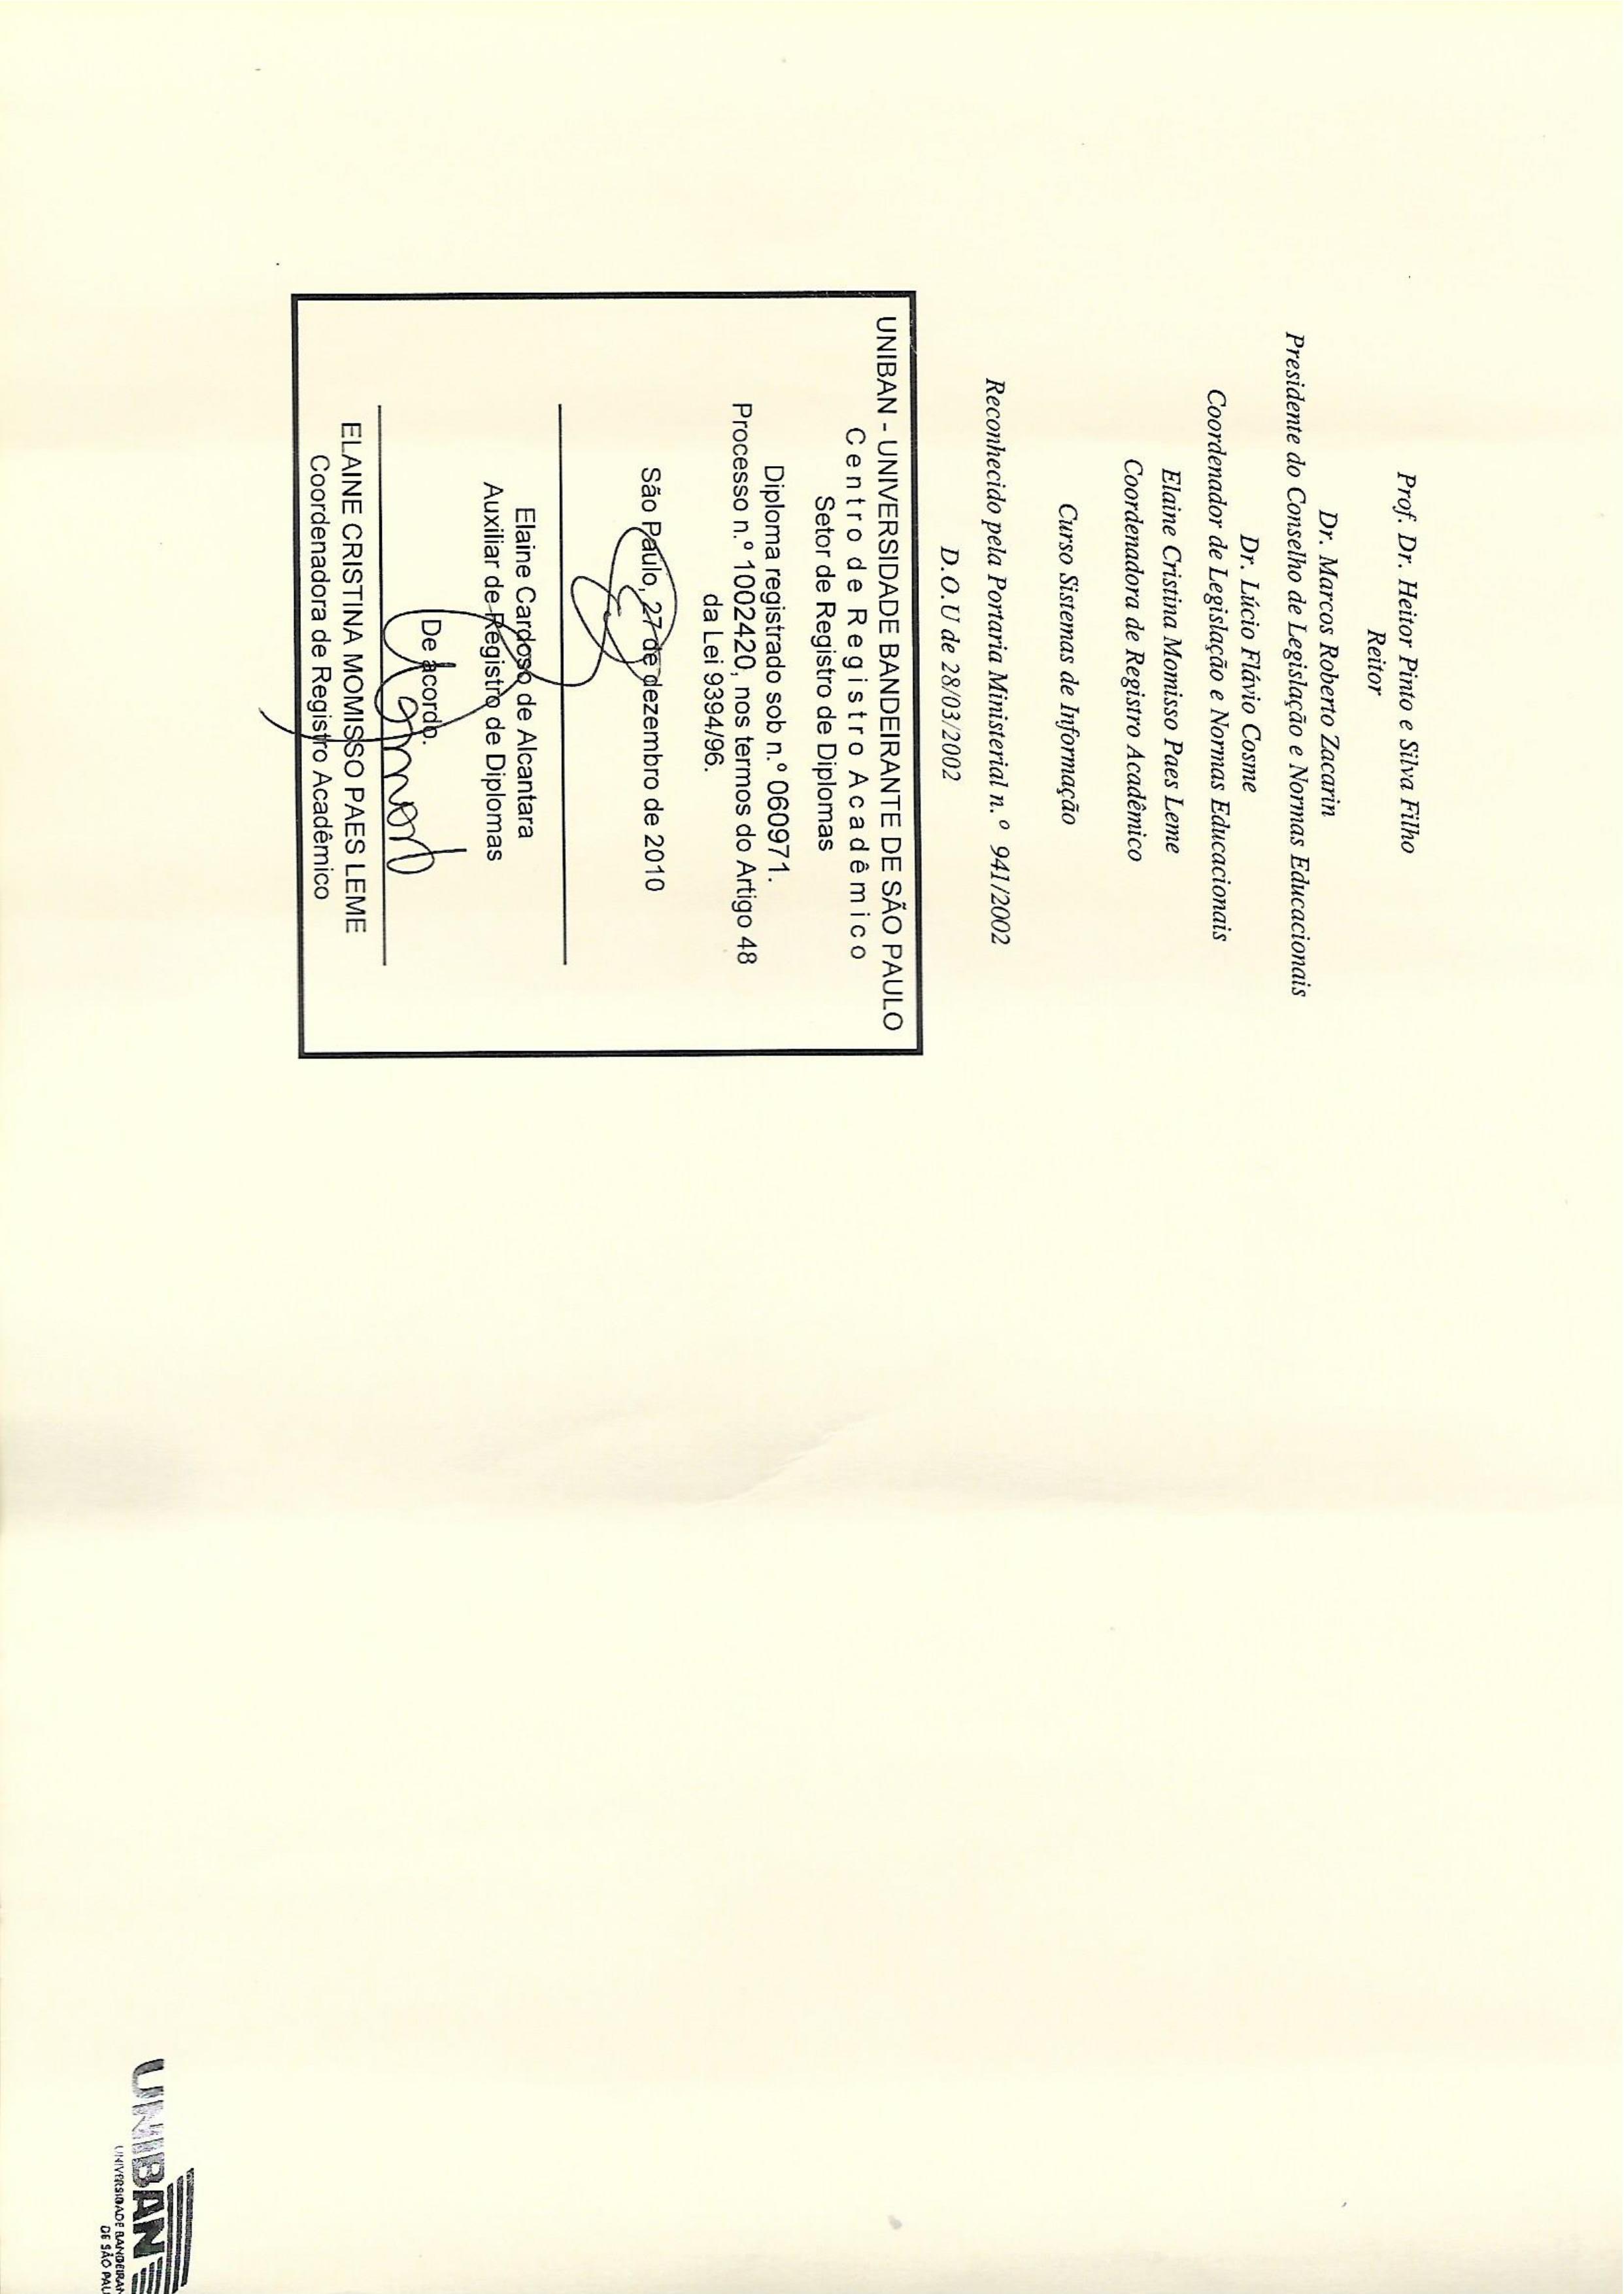 Prof. Dr. Heitor Pinto e Silva Filho
Reitor
Dr. Marcos Roberto Zacarin
Presidente do Conselho de Legislação e Normas Educacionais
Dr. Lúcio Flávio Cosme
Coordenador de Legislação e Normas Educacionais
Elaine Cristina Momisso Paes Leme
Coordenadora de Registro Acadêmico
Curso Sistemas de Informação
Reconhecido pela Portaria Ministerial n.º 941/2002
D.O.U de 28/03/2002
UNIBAN - UNIVERSIDADE BANDEIRANTE DE SÃO PAULO
Centro de Registro Acadêmico
Setor de Registro de Diplomas
Diploma registrado sob n.º 060971.
Processo n.º 1002420, nos termos do Artigo 48
da Lei 9394/96.
São Paulo, 27 de dezembro de 2010
Elaine Cardoso de Alcantara
Auxiliar de Registro de Diplomas
De acordo.
ELAINE CRISTINA MOMISSO PAES LEME
Coordenadora de Registro Acadêmico
UNIBAN
UNIVERSIDADE BANDEIRAN
DE SÃO PAU